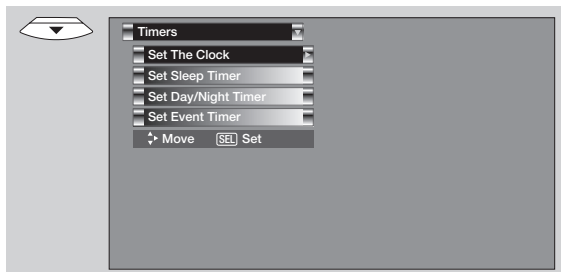 Timers
Set The Clock
Set Sleep Timer
Set Day/Night Timer
Set Event Timer
Move SEL Set